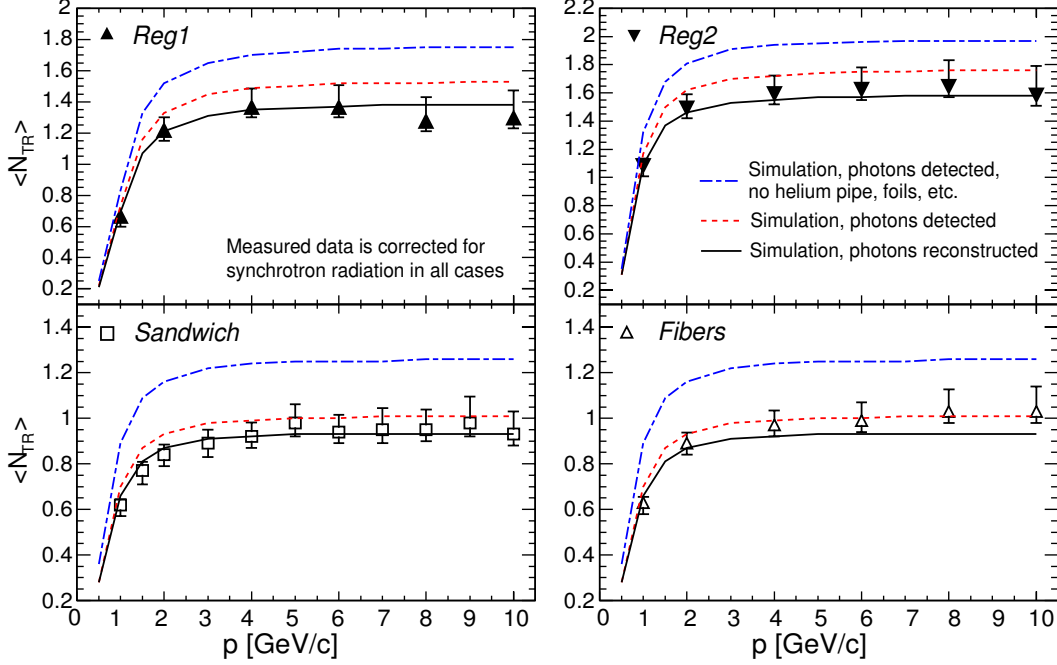 Reg1
2
1.8
1.6
1.4
1.2
1
0.8
0.6
0.4
0.2
<N_TR>
Measured data is corrected for
synchrotron radiation in all cases
Reg2
2.2
2
1.8
1.6
1.4
1.2
1
0.8
0.6
0.4
0.2
Simulation, photons detected,
no helium pipe, foils, etc.
Simulation, photons detected
Simulation, photons reconstructed
Sandwich
1.4
1.2
1
0.8
0.6
0.4
0.2
<N_TR>
0 1 2 3 4 5 6 7 8 9 10
p [GeV/c]
Fibers
1.4
1.2
1
0.8
0.6
0.4
0.2
0 1 2 3 4 5 6 7 8 9 10
p [GeV/c]